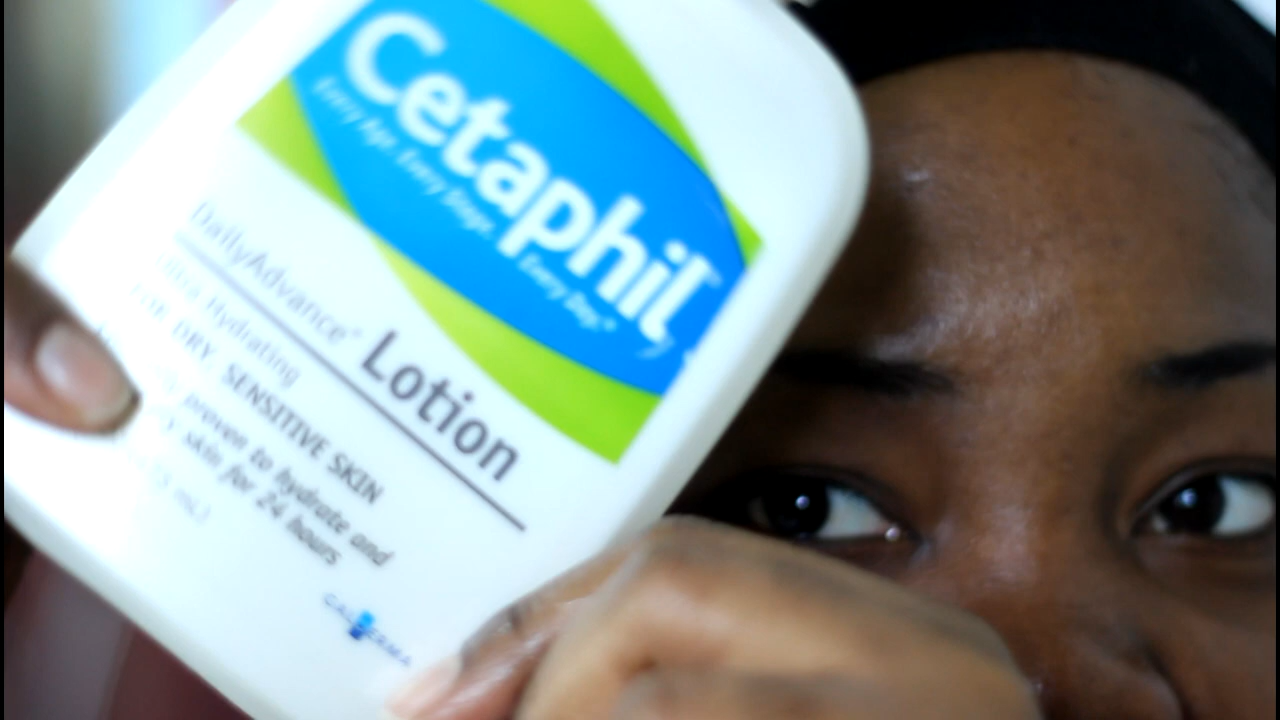 Cetaphil
Every Age. Every Stage. Every Day.®
DailyAdvance® Lotion
Ultra Hydrating
FOR DRY, SENSITIVE SKIN
proven to hydrate and
skin for 24 hours
GALDERMA